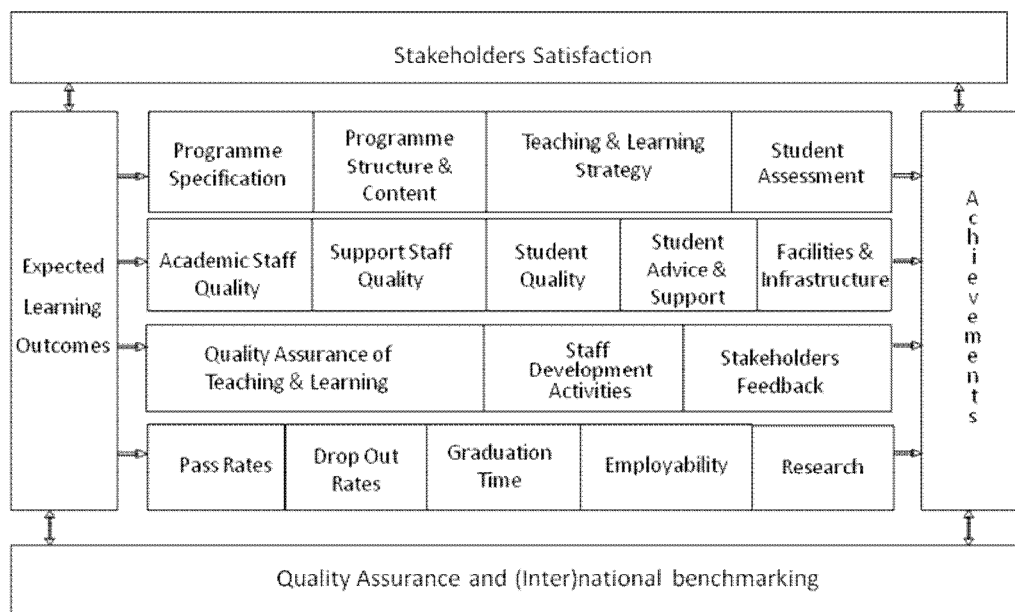 Stakeholders Satisfaction
Expected
Learning
Outcomes
Programme
Specification
Programme
Structure &
Content
Teaching & Learning
Strategy
Student
Assessment
Academic Staff
Quality
Support Staff
Quality
Student
Quality
Student
Advice &
Support
Facilities &
Infrastructure
Quality Assurance of
Teaching & Learning
Staff
Development
Activities
Stakeholders
Feedback
Pass Rates
Drop Out
Rates
Graduation
Time
Employability
Research
Achievements
Quality Assurance and (Inter)national benchmarking